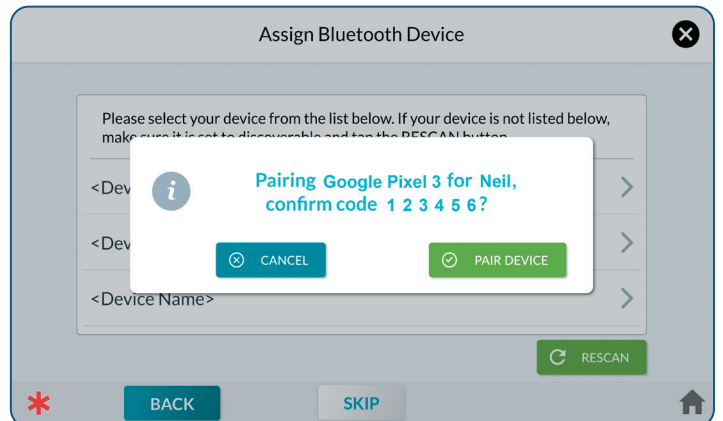 Assign Bluetooth Device
Please select your device from the list below. If your device is not listed below,
make sure it is set to discoverable and tap the RESCAN button.
Pairing Google Pixel 3 for Neil,
confirm code 1 2 3 4 5 6?
<Dev
<Dev
CANCEL
PAIR DEVICE
<Device Name>
RESCAN
BACK
SKIP